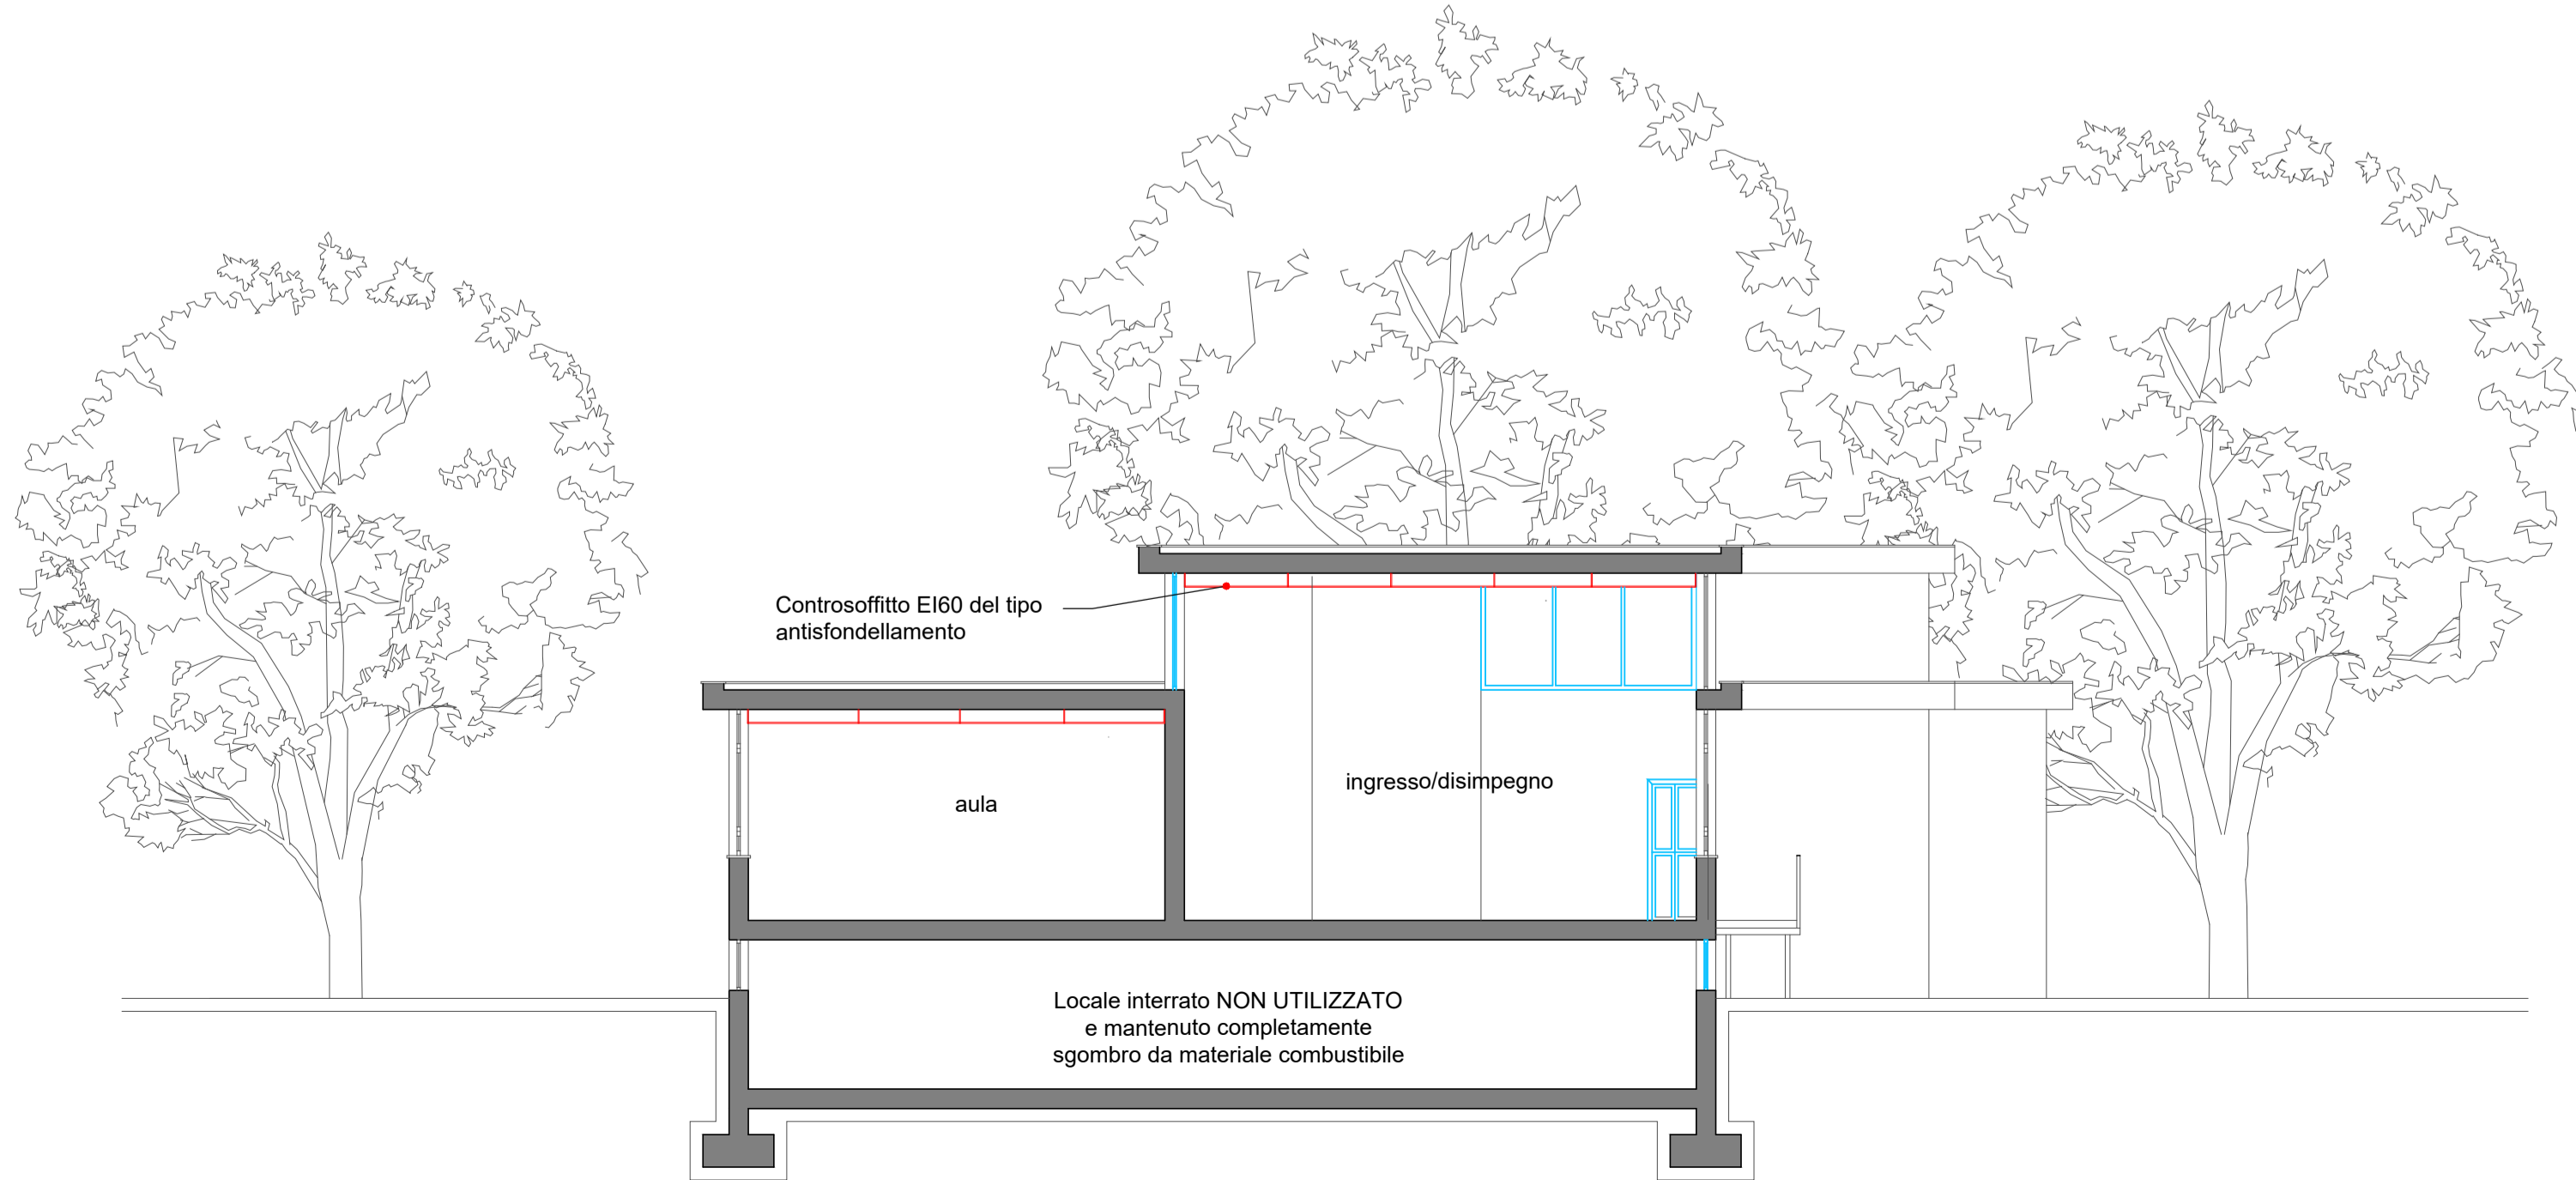 Controsoffitto EI60 del tipo
antisfondellamento
ingresso/disimpegno
aula
Locale interrato NON UTILIZZATO
e mantenuto completamente
sgombro da materiale combustibile